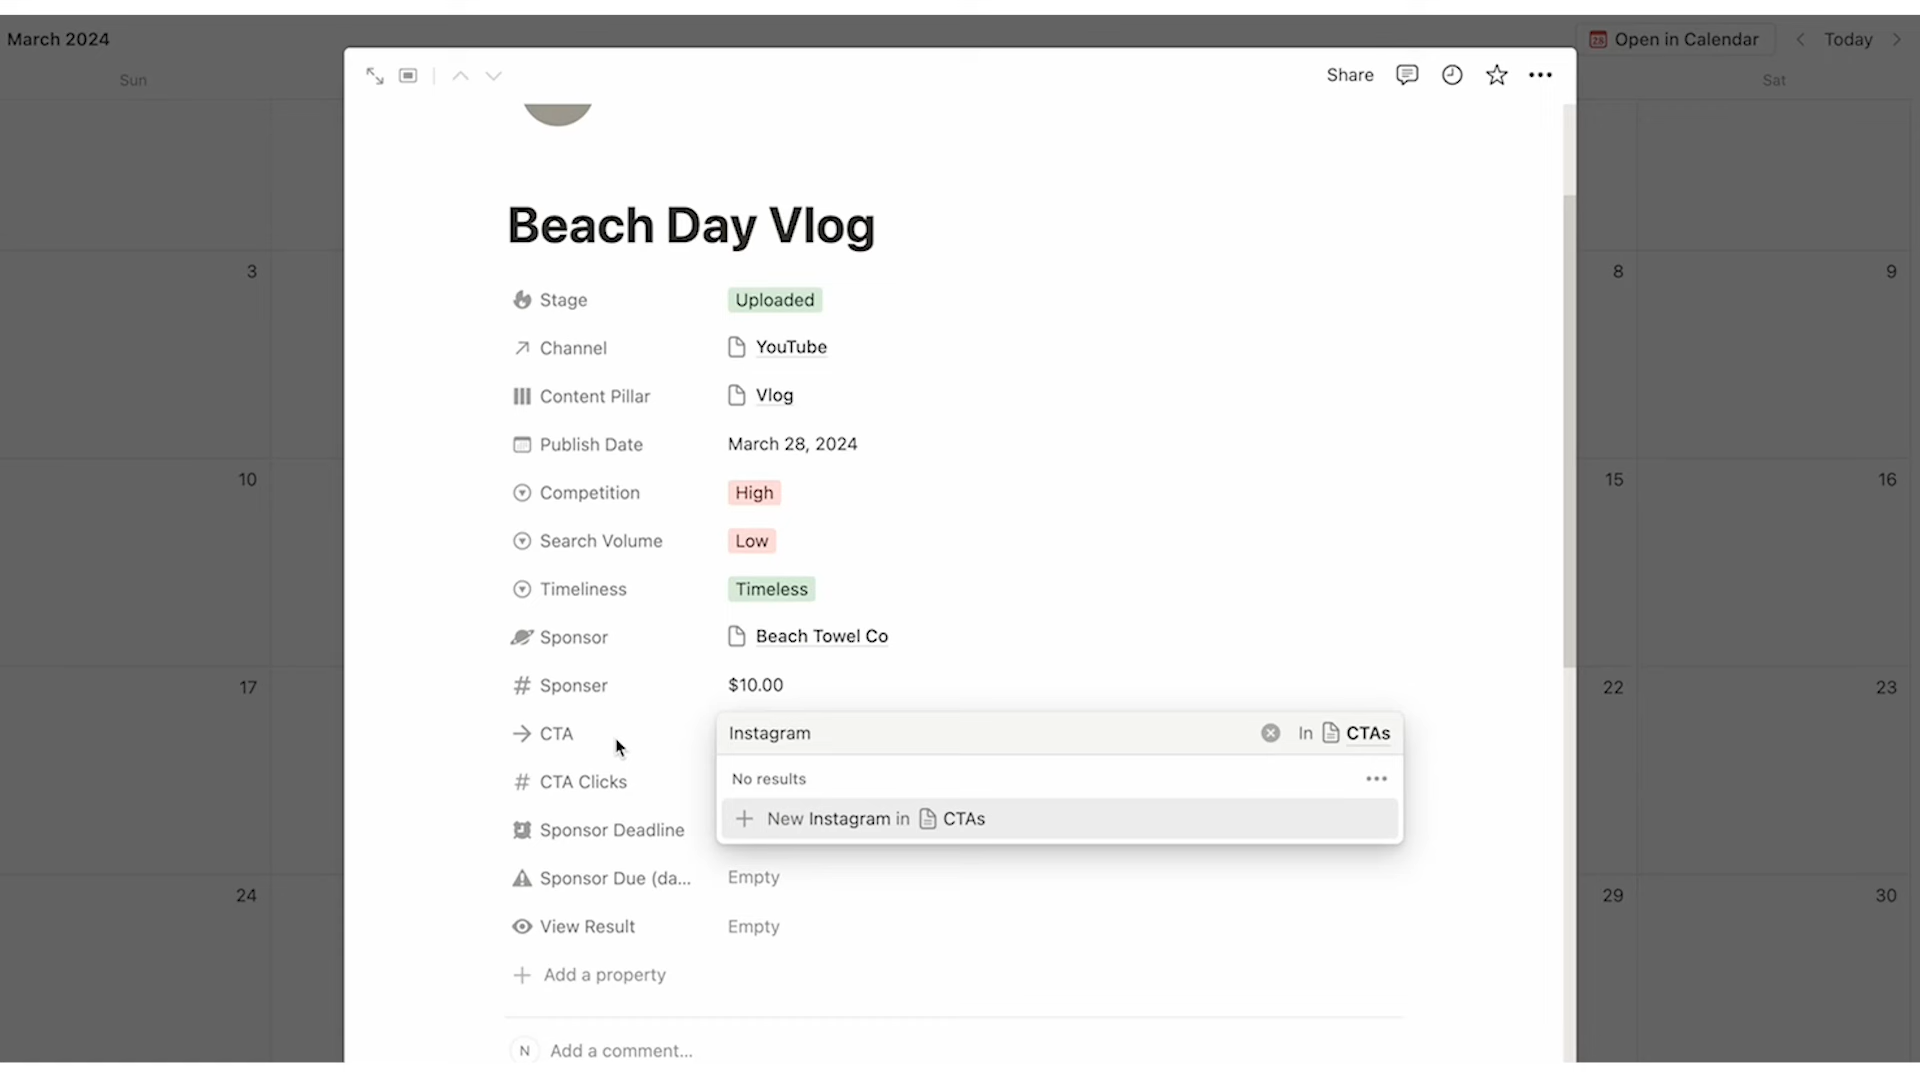 March 2024
Open in Calendar
Today
Sun
Sat
Share
Beach Day Vlog
Stage Uploaded
Channel YouTube
Content Pillar Vlog
Publish Date March 28, 2024
Competition High
Search Volume Low
Timeliness Timeless
Sponsor Beach Towel Co
Sponser $10.00
CTA Instagram In CTAs
No results
CTA Clicks
New Instagram in CTAs
Sponsor Deadline
Sponsor Due (da... Empty
View Result Empty
Add a property
N Add a comment...
3
8
9
10
15
16
17
22
23
24
29
30